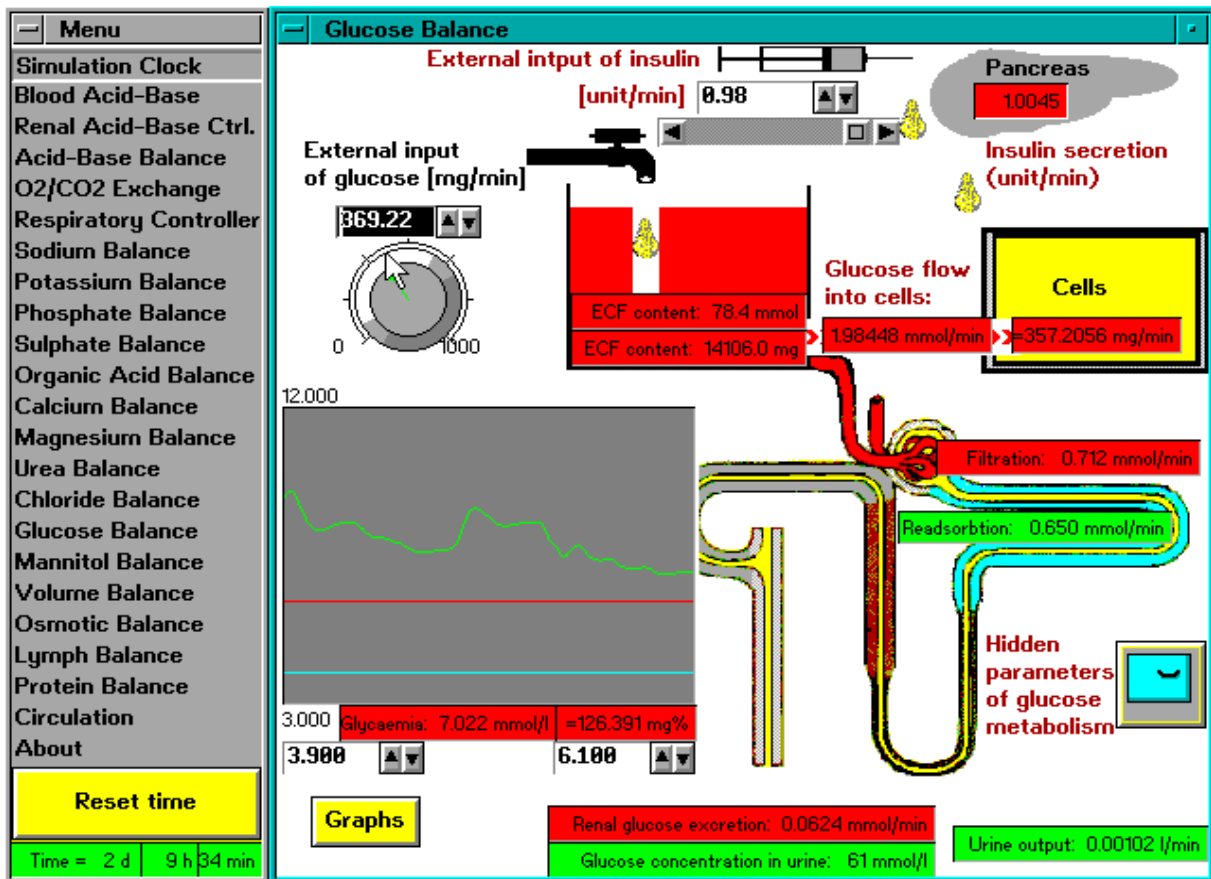 Menu
Simulation Clock
Blood Acid-Base
Renal Acid-Base Ctrl.
Acid-Base Balance
O2/CO2 Exchange
Respiratory Controller
Sodium Balance
Potassium Balance
Phosphate Balance
Sulphate Balance
Organic Acid Balance
Calcium Balance
Magnesium Balance
Urea Balance
Chloride Balance
Glucose Balance
Mannitol Balance
Volume Balance
Osmotic Balance
Lymph Balance
Protein Balance
Circulation
About
Reset time
Time = 2 d 9 h 34 min
Glucose Balance
External intput of insulin
[unit/min] 0.98
Pancreas
1.0045
Insulin secretion
(unit/min)
External input
of glucose [mg/min]
369.22
0 1000
ECF content: 78.4 mmol
ECF content: 14106.0 mg
Glucose flow
into cells:
1.98448 mmol/min
Cells
=357.2056 mg/min
12.000
3.000
Glycaemia: 7.022 mmol/l =126.391 mg%
3.900 6.100
Filtration: 0.712 mmol/min
Readsorbtion: 0.650 mmol/min
Hidden
parameters
of glucose
metabolism
Graphs
Renal glucose excretion: 0.0624 mmol/min
Glucose concentration in urine: 61 mmol/l
Urine output: 0.00102 l/min